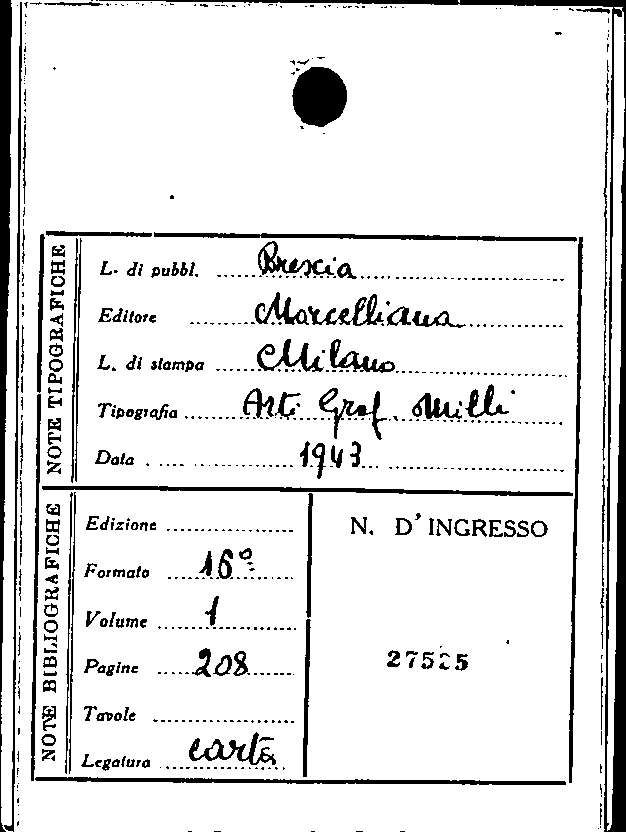 NOTE TIPOGRAFICHE
L. di pubbl. Brescia
Editore Morcelliana
L. di stampa Milano
Tipografia Arti Graf. Milli
Data 1943
NOTE BIBLIOGRAFICHE
Edizione
Formato 16º
Volume 1
Pagine 208
Tavole
Legatura carta
N. D'INGRESSO